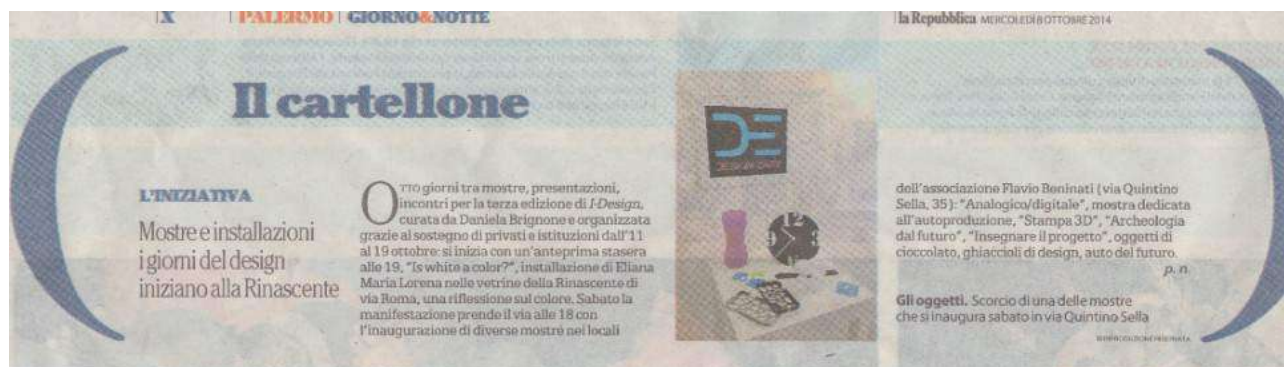 X
PALERMO GIORNO&NOTTE
la Repubblica MERCOLEDÌ 8 OTTOBRE 2014
Il cartellone
L'INIZIATIVA
Mostre e installazioni
i giorni del design
iniziano alla Rinascente
OTTO giorni tra mostre, presentazioni,
incontri per la terza edizione di I-Design,
curata da Daniela Brignone e organizzata
grazie al sostegno di privati e istituzioni dall'11
al 19 ottobre: si inizia con un'anteprima stasera
alle 19, "Is white a color?", installazione di Eliana
Maria Lorena nelle vetrine della Rinascente di
via Roma, una riflessione sul colore. Sabato la
manifestazione prende il via alle 18 con
l'inaugurazione di diverse mostre nei locali
DE
12
dell'associazione Flavio Beninati (via Quintino
Sella, 35): "Analogico/digitale", mostra dedicata
all'autoproduzione, "Stampa 3D", "Archeologia
dal futuro", "Insegnare il progetto", oggetti di
cioccolato, ghiaccioli di design, auto del futuro.
p. n.
Gli oggetti. Scorcio di una delle mostre
che si inaugura sabato in via Quintino Sella
©RIPRODUZIONE RISERVATA